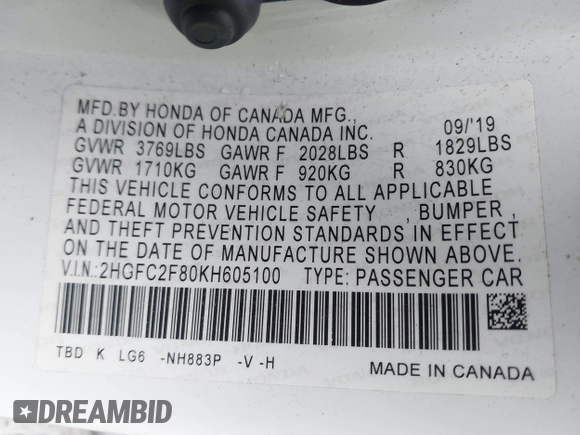 MFD.BY HONDA OF CANADA MFG.,
A DIVISION OF HONDA CANADA INC. 09/'19
GVWR 3769LBS GAWR F 2028LBS R 1829LBS
GVWR 1710KG GAWR F 920KG R 830KG
THIS VEHICLE CONFORMS TO ALL APPLICABLE
FEDERAL MOTOR VEHICLE SAFETY , BUMPER ,
AND THEFT PREVENTION STANDARDS IN EFFECT
ON THE DATE OF MANUFACTURE SHOWN ABOVE.
V.I.N.:2HGFC2F80KH605100 TYPE: PASSENGER CAR
TBD K LG6 -NH883P -V -H MADE IN CANADA
DREAMBID